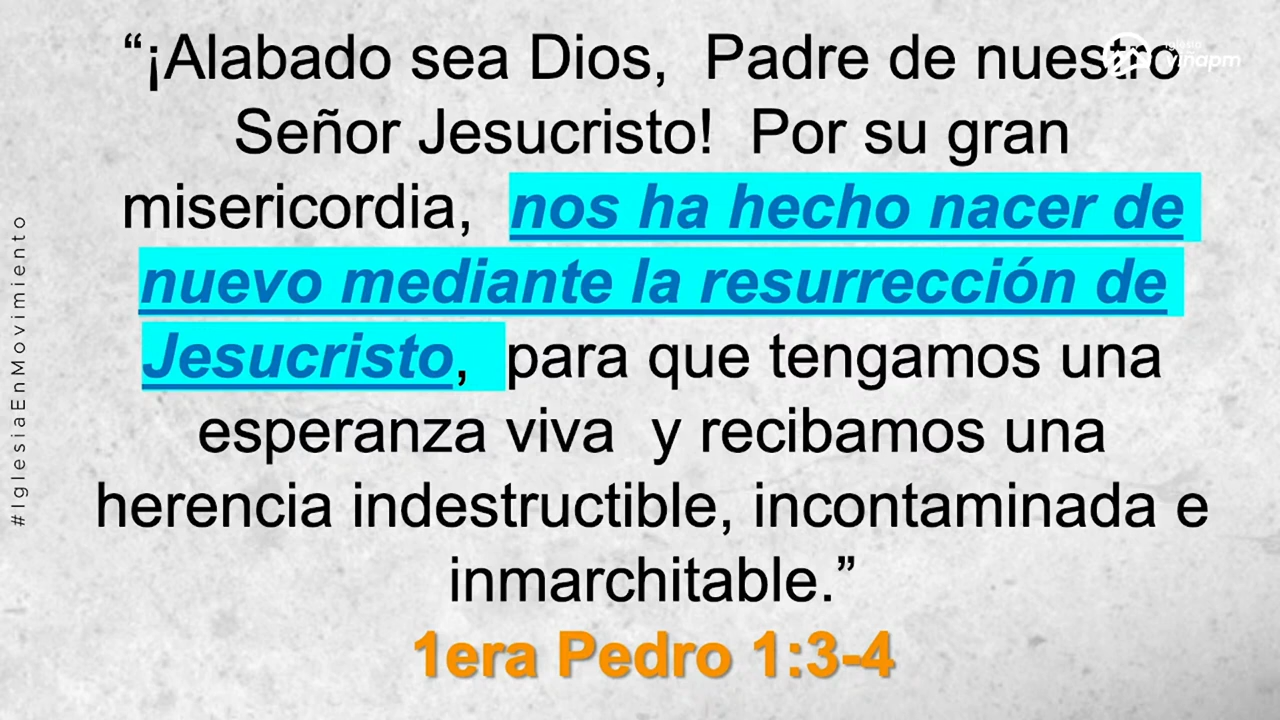 “¡Alabado sea Dios, Padre de nuestro
Señor Jesucristo! Por su gran
misericordia, nos ha hecho nacer de
nuevo mediante la resurrección de
Jesucristo, para que tengamos una
esperanza viva y recibamos una
herencia indestructible, incontaminada e
inmarchitable.”
1era Pedro 1:3-4
#IglesiaEnMovimiento
Iglesia
vinapm